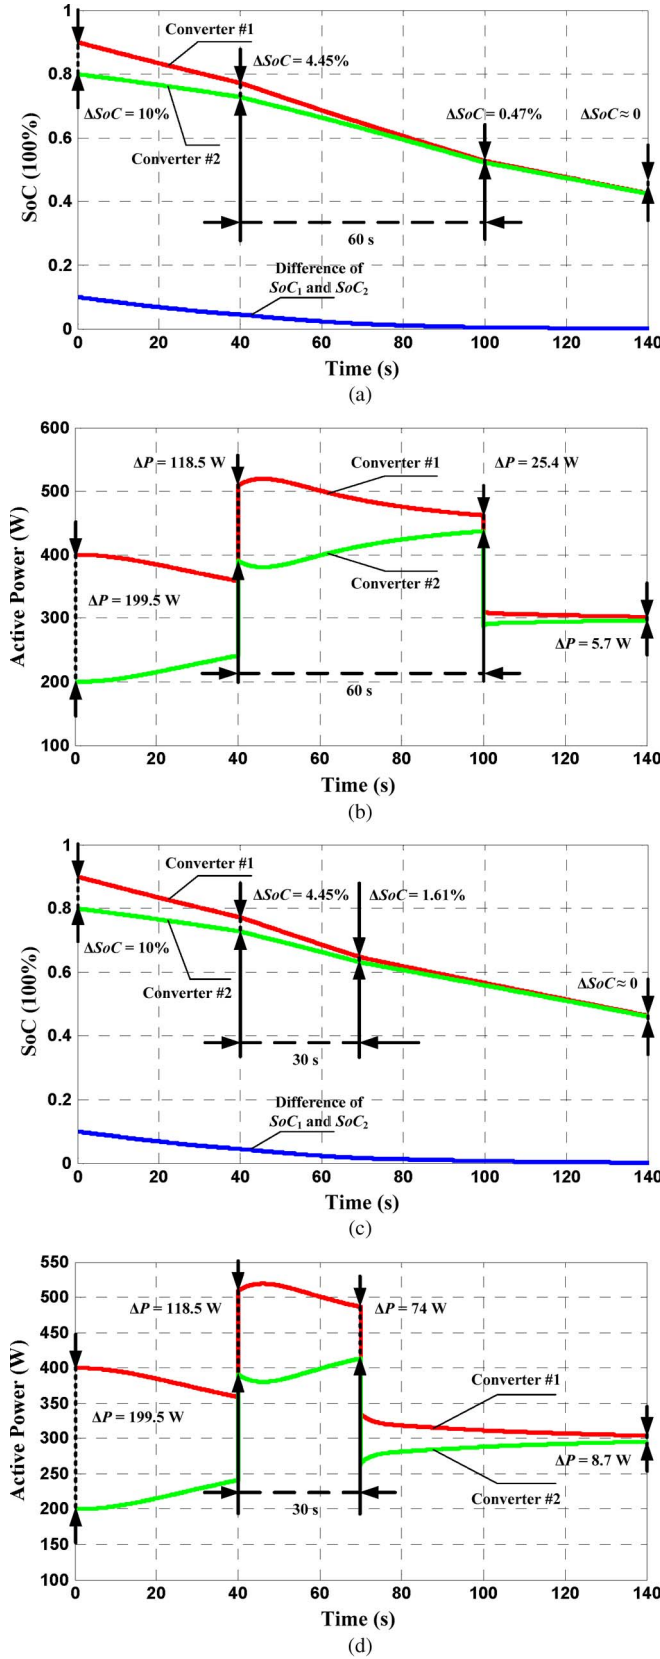 1
Converter #1
0.8
ΔSoC = 4.45%
ΔSoC = 10%
ΔSoC = 0.47%
ΔSoC ≈ 0
0.6
Converter #2
SoC (100%)
0.4
60 s
0.2
Difference of
SoC₁ and SoC₂
0
0 20 40 60 80 100 120 140
Time (s)
(a)
600
ΔP = 118.5 W
Converter #1
ΔP = 25.4 W
500
400
Converter #2
Active Power (W)
ΔP = 199.5 W
300
ΔP = 5.7 W
200
60 s
100
0 20 40 60 80 100 120 140
Time (s)
(b)
1
Converter #1
ΔSoC = 4.45%
ΔSoC = 1.61%
0.8
ΔSoC = 10%
Converter #2
ΔSoC ≈ 0
0.6
SoC (100%)
0.4
30 s
0.2
Difference of
SoC₁ and SoC₂
0
0 20 40 60 80 100 120 140
Time (s)
(c)
550
500
ΔP = 118.5 W
ΔP = 74 W
450
400
Converter #1
350
Active Power (W)
ΔP = 199.5 W
300
ΔP = 8.7 W
250
Converter #2
200
30 s
150
100
0 20 40 60 80 100 120 140
Time (s)
(d)